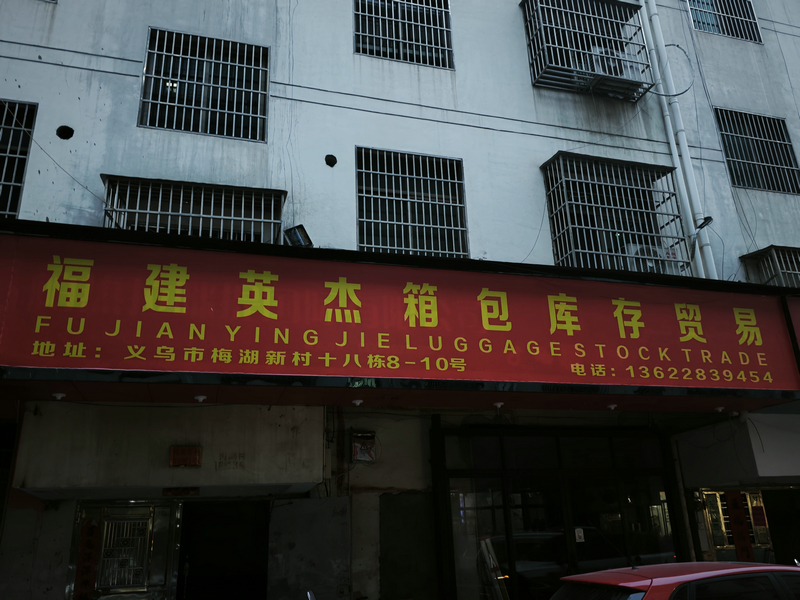 福建英杰箱包库存贸易
FUJIANYINGJIELUGGAGESTOCKTRADE
地址：义乌市梅湖新村十八栋8-10号
电话：13622839454